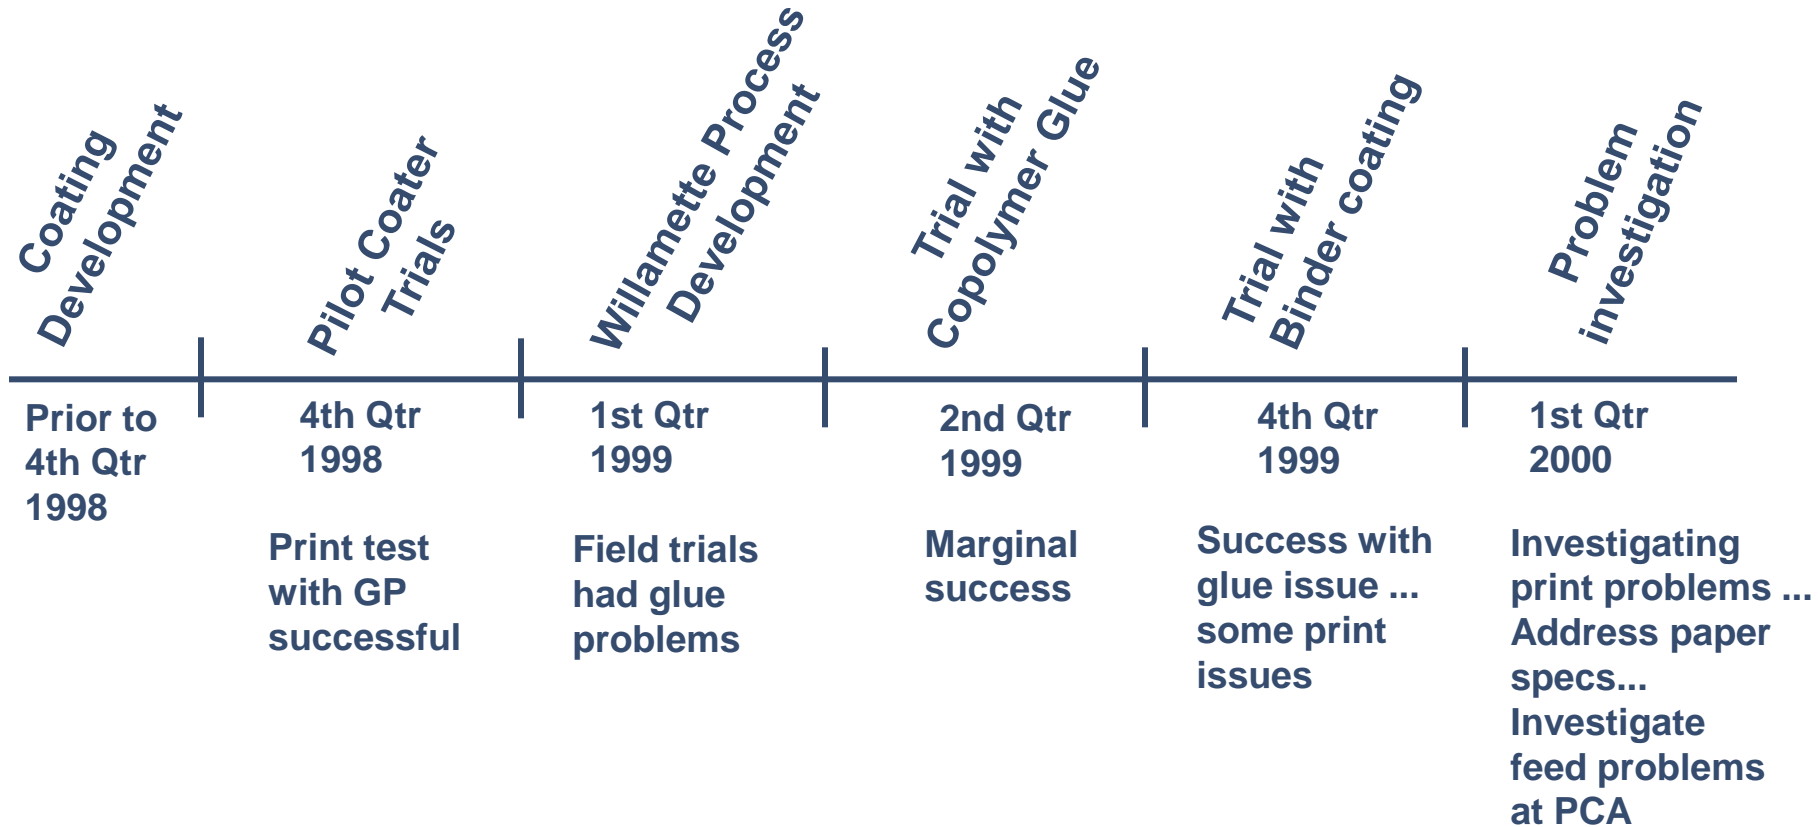 Coating
Development
Pilot Coater
Trials
Willamette Process
Development
Trial with
Copolymer Glue
Trial with
Binder coating
Problem
investigation
Prior to
4th Qtr
1998
4th Qtr
1998
1st Qtr
1999
2nd Qtr
1999
4th Qtr
1999
1st Qtr
2000
Print test
with GP
successful
Field trials
had glue
problems
Marginal
success
Success with
glue issue ...
some print
issues
Investigating
print problems ...
Address paper
specs...
Investigate
feed problems
at PCA